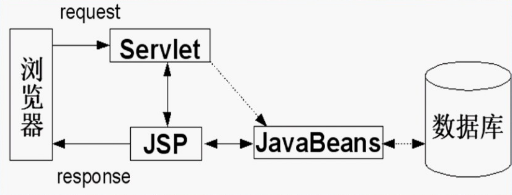 request
Servlet
浏览器
数据库
JSP
JavaBeans
response